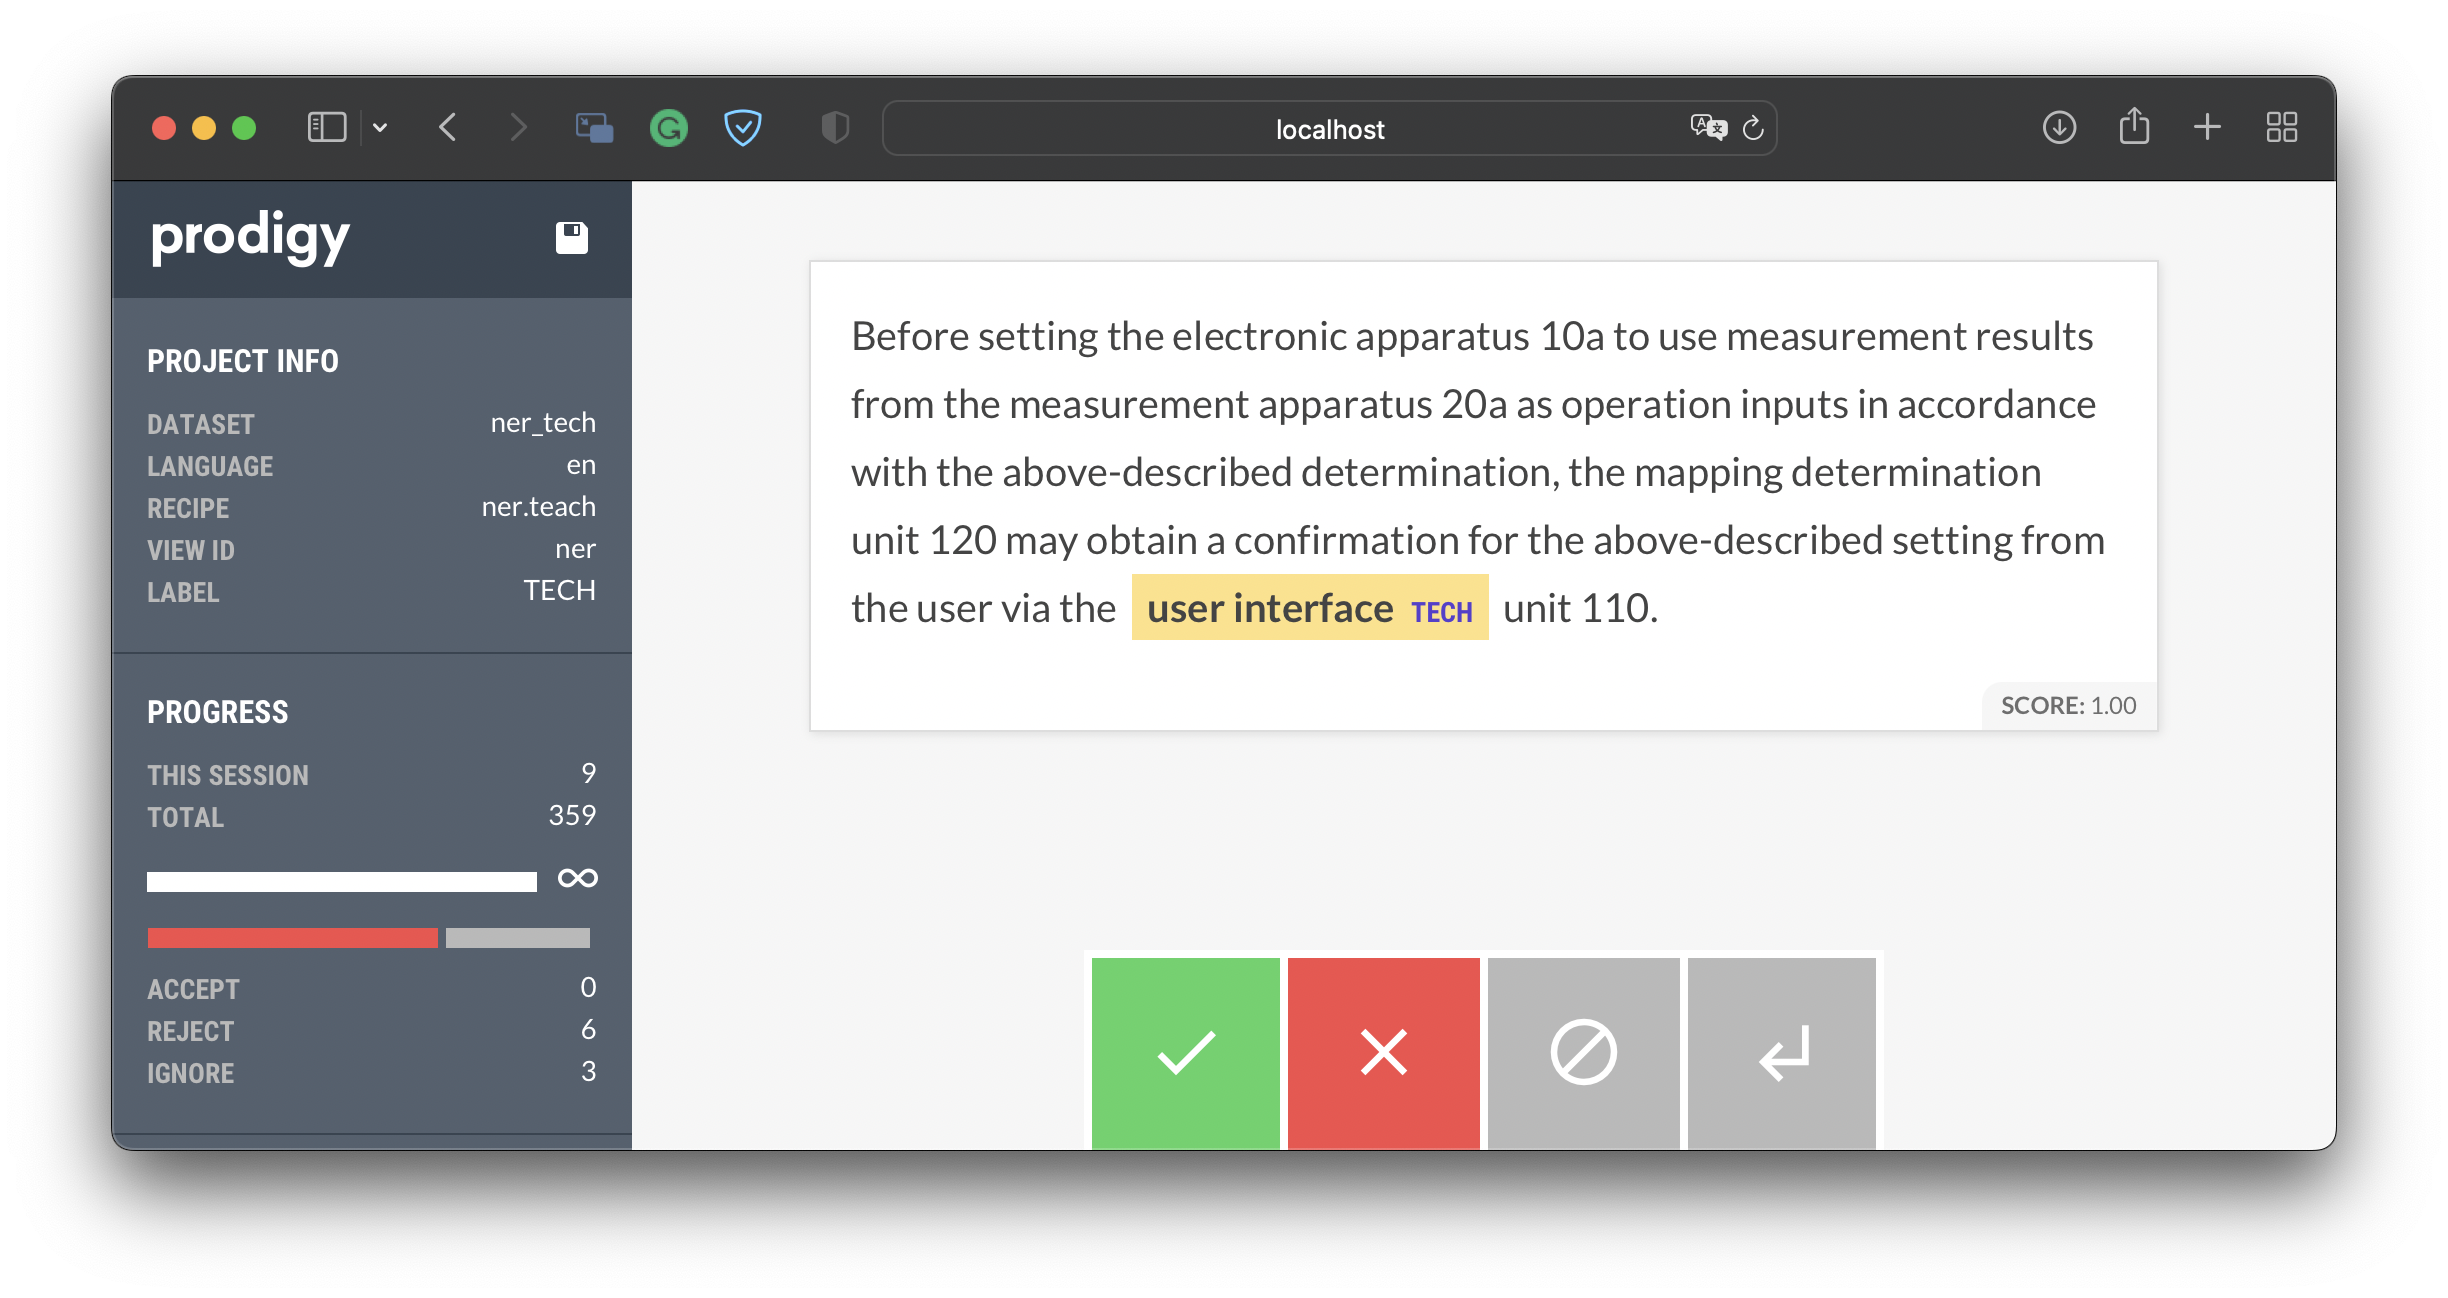 localhost
prodigy
PROJECT INFO
DATASET ner_tech
LANGUAGE en
RECIPE ner.teach
VIEW ID ner
LABEL TECH
PROGRESS
THIS SESSION 9
TOTAL 359
∞
ACCEPT 0
REJECT 6
IGNORE 3
Before setting the electronic apparatus 10a to use measurement results
from the measurement apparatus 20a as operation inputs in accordance
with the above-described determination, the mapping determination
unit 120 may obtain a confirmation for the above-described setting from
the user via the user interface TECH unit 110.
SCORE: 1.00